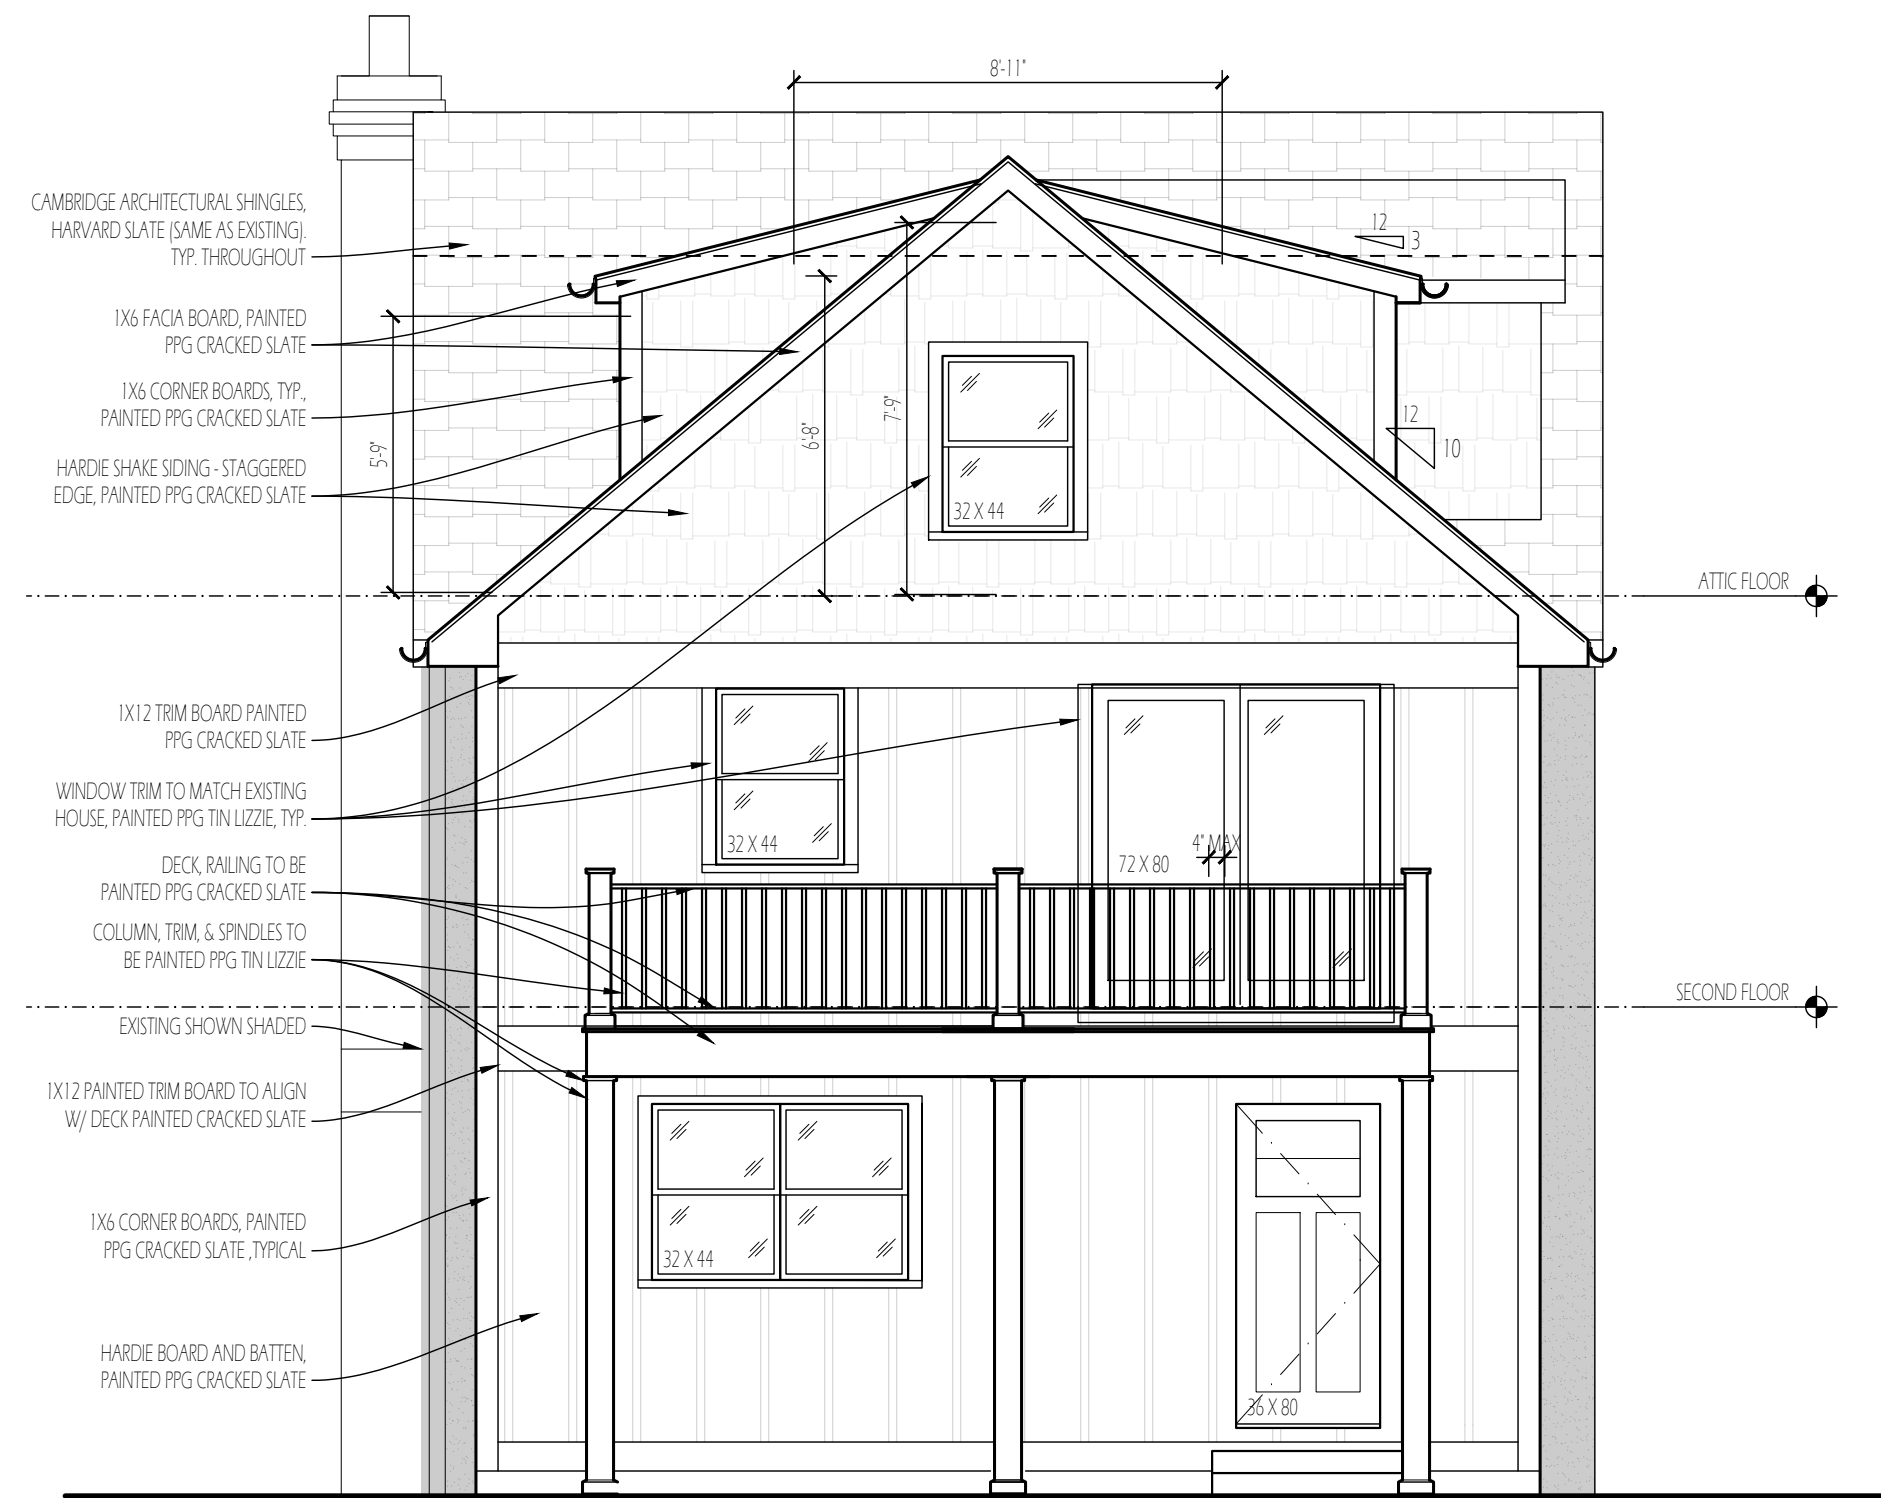 8'-11"
CAMBRIDGE ARCHITECTURAL SHINGLES,
HARVARD SLATE (SAME AS EXISTING).
TYP. THROUGHOUT
12
3
1X6 FACIA BOARD, PAINTED
PPG CRACKED SLATE
1X6 CORNER BOARDS, TYP.,
PAINTED PPG CRACKED SLATE
5'-9"
6'-8"
7'-9"
12
10
HARDIE SHAKE SIDING - STAGGERED
EDGE, PAINTED PPG CRACKED SLATE
32 X 44
ATTIC FLOOR
1X12 TRIM BOARD PAINTED
PPG CRACKED SLATE
WINDOW TRIM TO MATCH EXISTING
HOUSE, PAINTED PPG TIN LIZZIE, TYP.
32 X 44
72 X 80
4" MAX
DECK, RAILING TO BE
PAINTED PPG CRACKED SLATE
COLUMN, TRIM, & SPINDLES TO
BE PAINTED PPG TIN LIZZIE
SECOND FLOOR
EXISTING SHOWN SHADED
1X12 PAINTED TRIM BOARD TO ALIGN
W/ DECK PAINTED CRACKED SLATE
1X6 CORNER BOARDS, PAINTED
PPG CRACKED SLATE ,TYPICAL
32 X 44
HARDIE BOARD AND BATTEN,
PAINTED PPG CRACKED SLATE
36 X 80